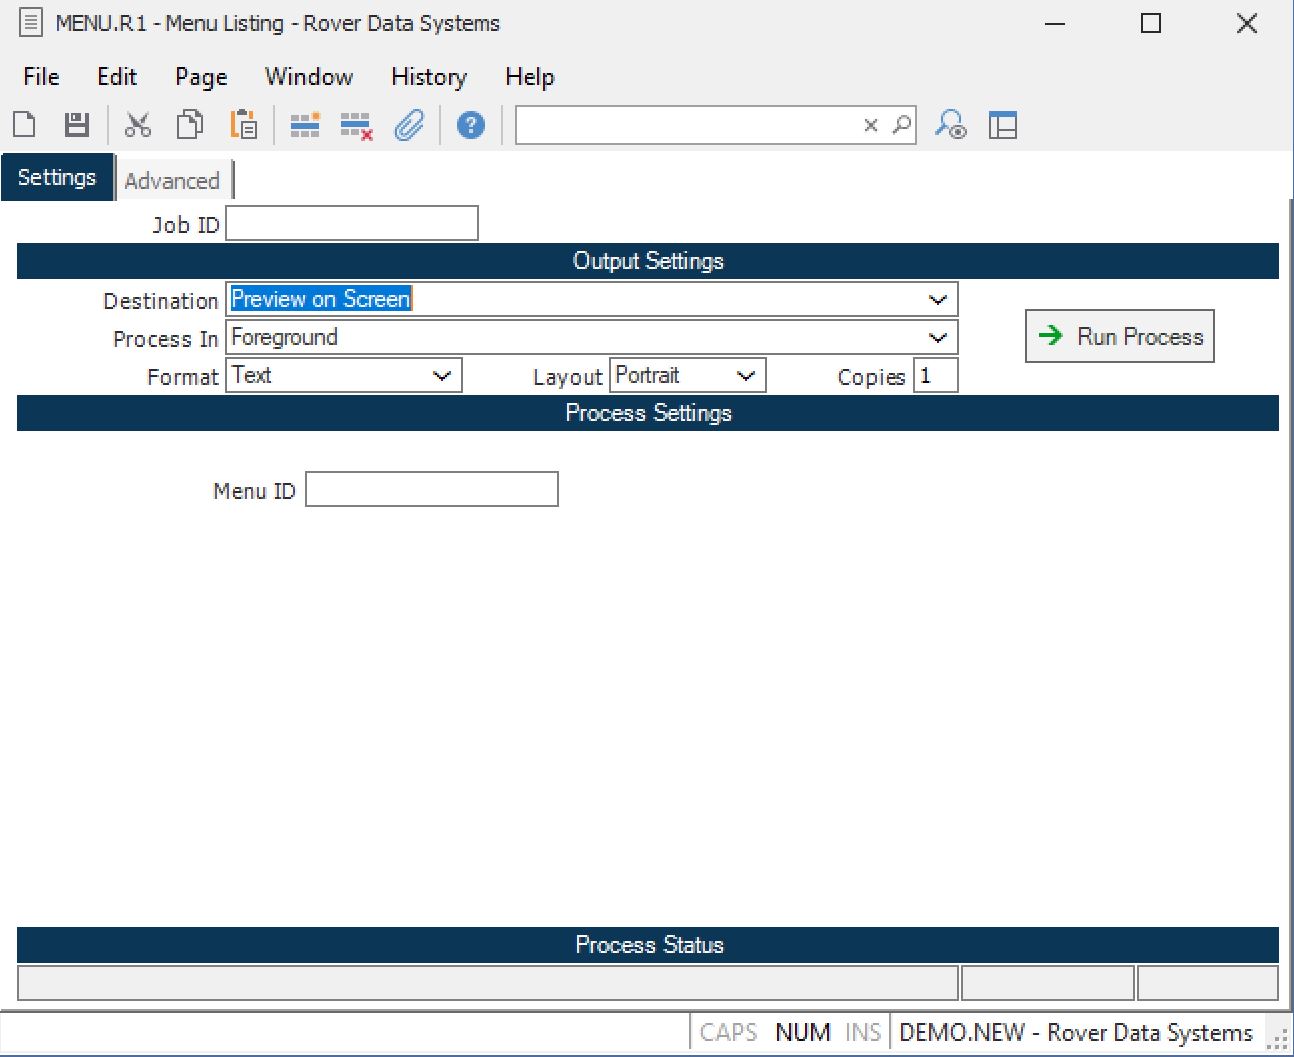 MENU.R1 - Menu Listing - Rover Data Systems
File Edit Page Window History Help
Settings Advanced
Job ID
Output Settings
Destination Preview on Screen
Process In Foreground
Run Process
Format Text Layout Portrait Copies 1
Process Settings
Menu ID
Process Status
CAPS NUM INS DEMO.NEW - Rover Data Systems